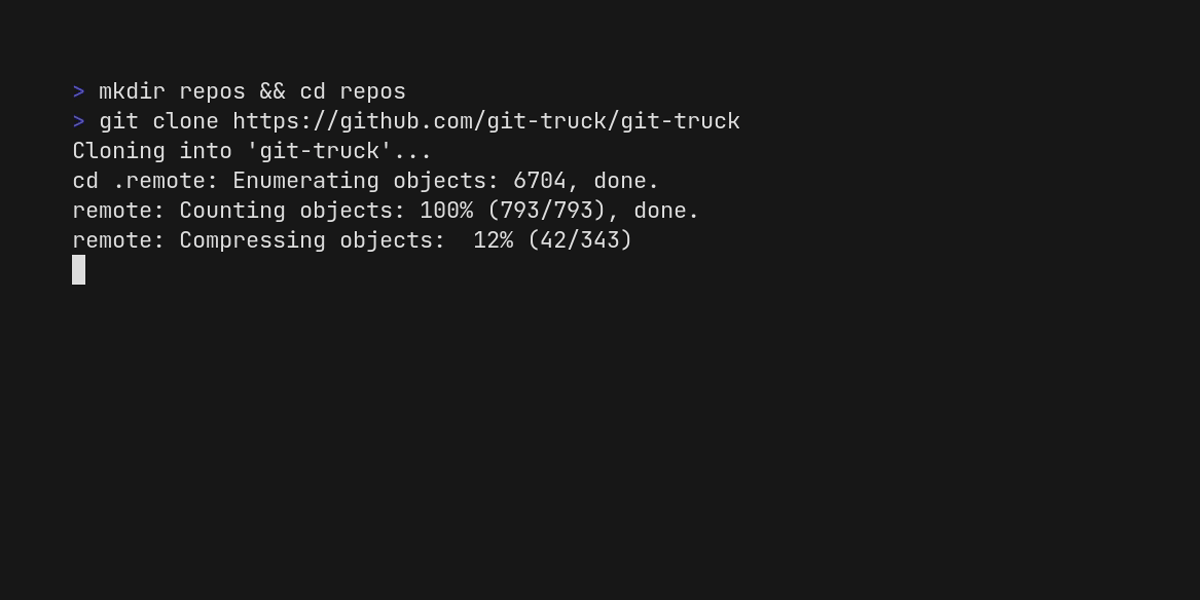 > mkdir repos && cd repos
> git clone https://github.com/git-truck/git-truck
Cloning into 'git-truck'...
cd .remote: Enumerating objects: 6704, done.
remote: Counting objects: 100% (793/793), done.
remote: Compressing objects:  12% (42/343)